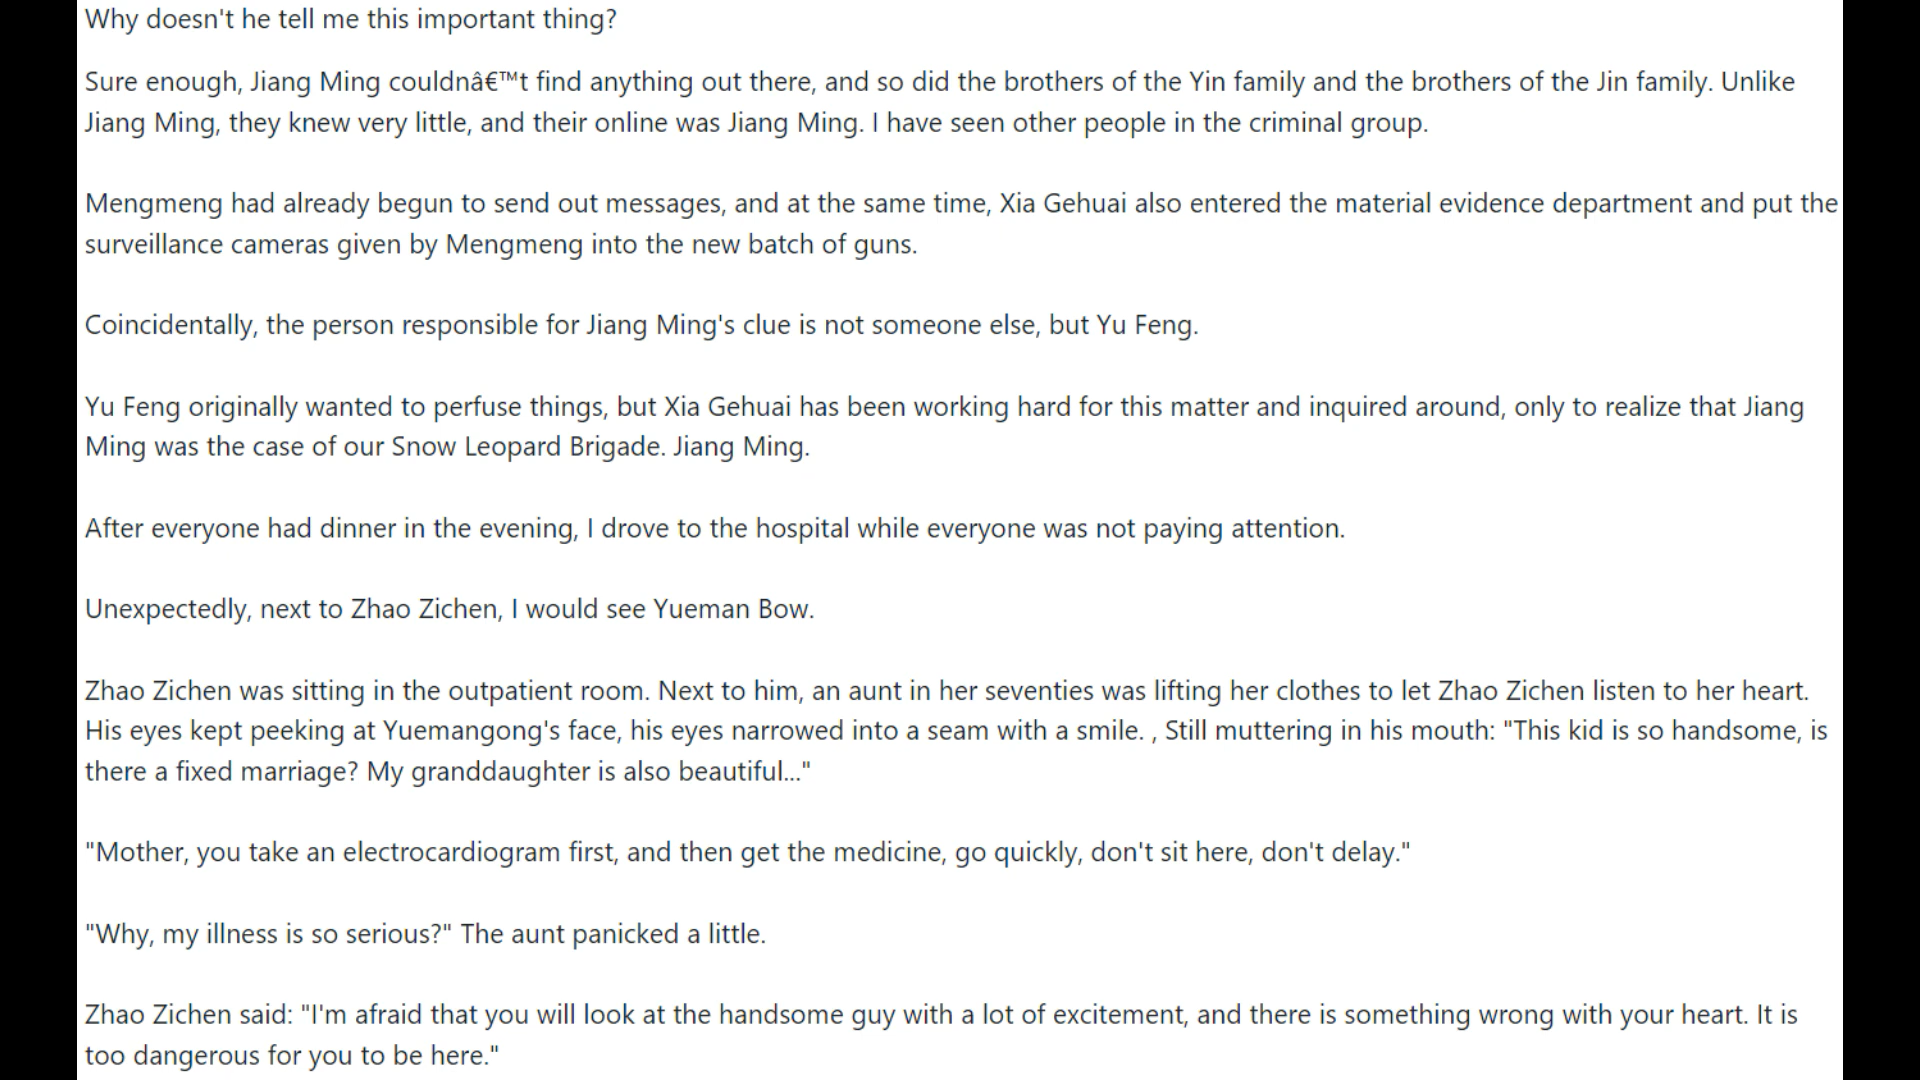 Why doesn't he tell me this important thing?
Sure enough, Jiang Ming couldnâ€™t find anything out there, and so did the brothers of the Yin family and the brothers of the Jin family. Unlike
Jiang Ming, they knew very little, and their online was Jiang Ming. I have seen other people in the criminal group.
Mengmeng had already begun to send out messages, and at the same time, Xia Gehuai also entered the material evidence department and put the
surveillance cameras given by Mengmeng into the new batch of guns.
Coincidentally, the person responsible for Jiang Ming's clue is not someone else, but Yu Feng.
Yu Feng originally wanted to perfuse things, but Xia Gehuai has been working hard for this matter and inquired around, only to realize that Jiang
Ming was the case of our Snow Leopard Brigade. Jiang Ming.
After everyone had dinner in the evening, I drove to the hospital while everyone was not paying attention.
Unexpectedly, next to Zhao Zichen, I would see Yueman Bow.
Zhao Zichen was sitting in the outpatient room. Next to him, an aunt in her seventies was lifting her clothes to let Zhao Zichen listen to her heart.
His eyes kept peeking at Yuemangong's face, his eyes narrowed into a seam with a smile. , Still muttering in his mouth: "This kid is so handsome, is
there a fixed marriage? My granddaughter is also beautiful..."
"Mother, you take an electrocardiogram first, and then get the medicine, go quickly, don't sit here, don't delay."
"Why, my illness is so serious?" The aunt panicked a little.
Zhao Zichen said: "I'm afraid that you will look at the handsome guy with a lot of excitement, and there is something wrong with your heart. It is
too dangerous for you to be here."